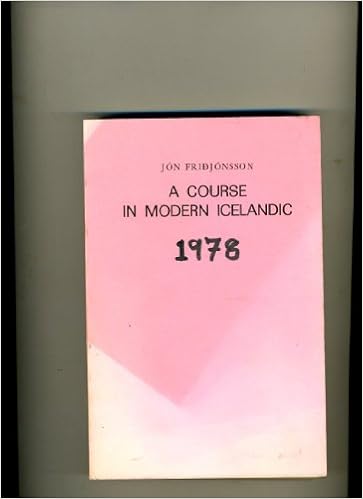 JÓN FRIÐJÓNSSON
A COURSE
IN MODERN ICELANDIC
1978